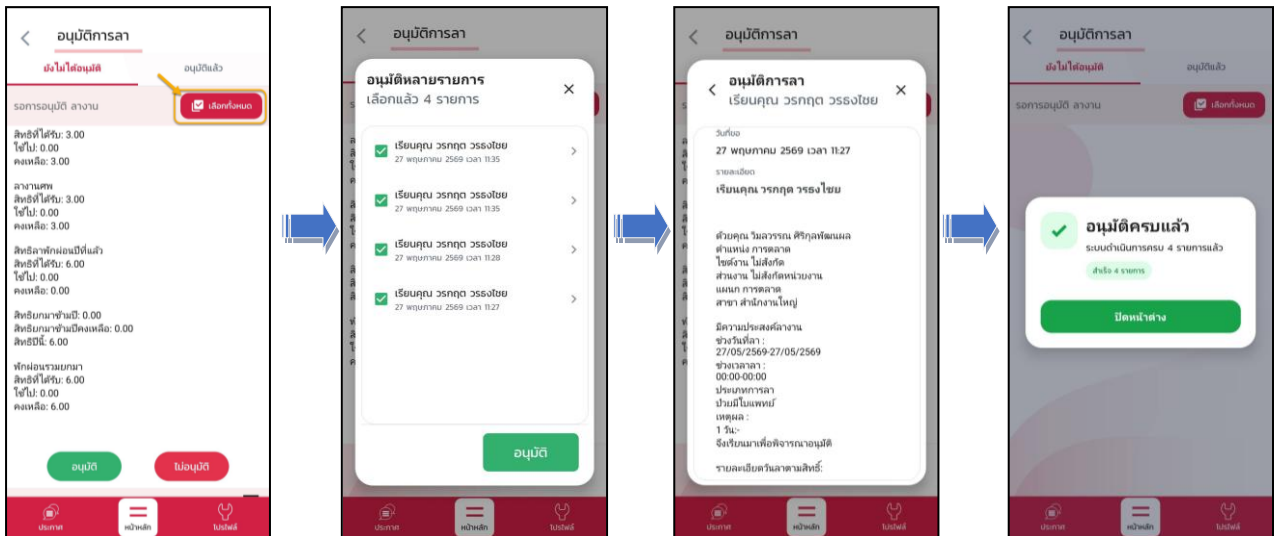 อนุมัติการลา
ยังไม่ได้อนุมัติ
อนุมัติแล้ว
รอการอนุมัติ ลางาน
เลือกทั้งหมด
สิทธิที่ได้รับ: 3.00
ใช้ไป: 0.00
คงเหลือ: 3.00
ลางานศพ
สิทธิที่ได้รับ: 3.00
ใช้ไป: 0.00
คงเหลือ: 3.00
สิทธิลาพักผ่อนปีที่แล้ว
สิทธิที่ได้รับ: 6.00
ใช้ไป: 0.00
คงเหลือ: 0.00
สิทธิยกมาข้ามปี: 0.00
สิทธิยกมาข้ามปีคงเหลือ: 0.00
สิทธิปีนี้: 6.00
พักผ่อนรวมยกมา
สิทธิที่ได้รับ: 6.00
ใช้ไป: 0.00
คงเหลือ: 6.00
อนุมัติ
ไม่อนุมัติ
ประกาศ
หน้าหลัก
โปรไฟล์
อนุมัติการลา
อนุมัติหลายรายการ
เลือกแล้ว 4 รายการ
เรียนคุณ วรกฤต วรธงไชย
27 พฤษภาคม 2569 เวลา 11:35
เรียนคุณ วรกฤต วรธงไชย
27 พฤษภาคม 2569 เวลา 11:35
เรียนคุณ วรกฤต วรธงไชย
27 พฤษภาคม 2569 เวลา 11:28
เรียนคุณ วรกฤต วรธงไชย
27 พฤษภาคม 2569 เวลา 11:27
อนุมัติ
ประกาศ
หน้าหลัก
โปรไฟล์
อนุมัติการลา
อนุมัติการลา
เรียนคุณ วรกฤต วรธงไชย
วันที่ขอ
27 พฤษภาคม 2569 เวลา 11:27
รายละเอียด
เรียนคุณ วรกฤต วรธงไชย
ด้วยคุณ วิมลวรรณ ศิริกุลพัฒนผล
ตำแหน่ง การตลาด
ไซต์งาน ไม่สังกัด
ส่วนงาน ไม่สังกัดหน่วยงาน
แผนก การตลาด
สาขา สำนักงานใหญ่
มีความประสงค์ลางาน
ช่วงวันที่ลา :
27/05/2569-27/05/2569
ช่วงเวลาลา :
00:00-00:00
ประเภทการลา
ป่วยมีใบแพทย์
เหตุผล :
1 วัน:-
จึงเรียนมาเพื่อพิจารณาอนุมัติ
รายละเอียดวันลาตามสิทธิ์:
ประกาศ
หน้าหลัก
โปรไฟล์
อนุมัติการลา
ยังไม่ได้อนุมัติ
อนุมัติแล้ว
รอการอนุมัติ ลางาน
เลือกทั้งหมด
อนุมัติครบแล้ว
ระบบดำเนินการครบ 4 รายการแล้ว
สำเร็จ 4 รายการ
ปิดหน้าต่าง
ประกาศ
หน้าหลัก
โปรไฟล์